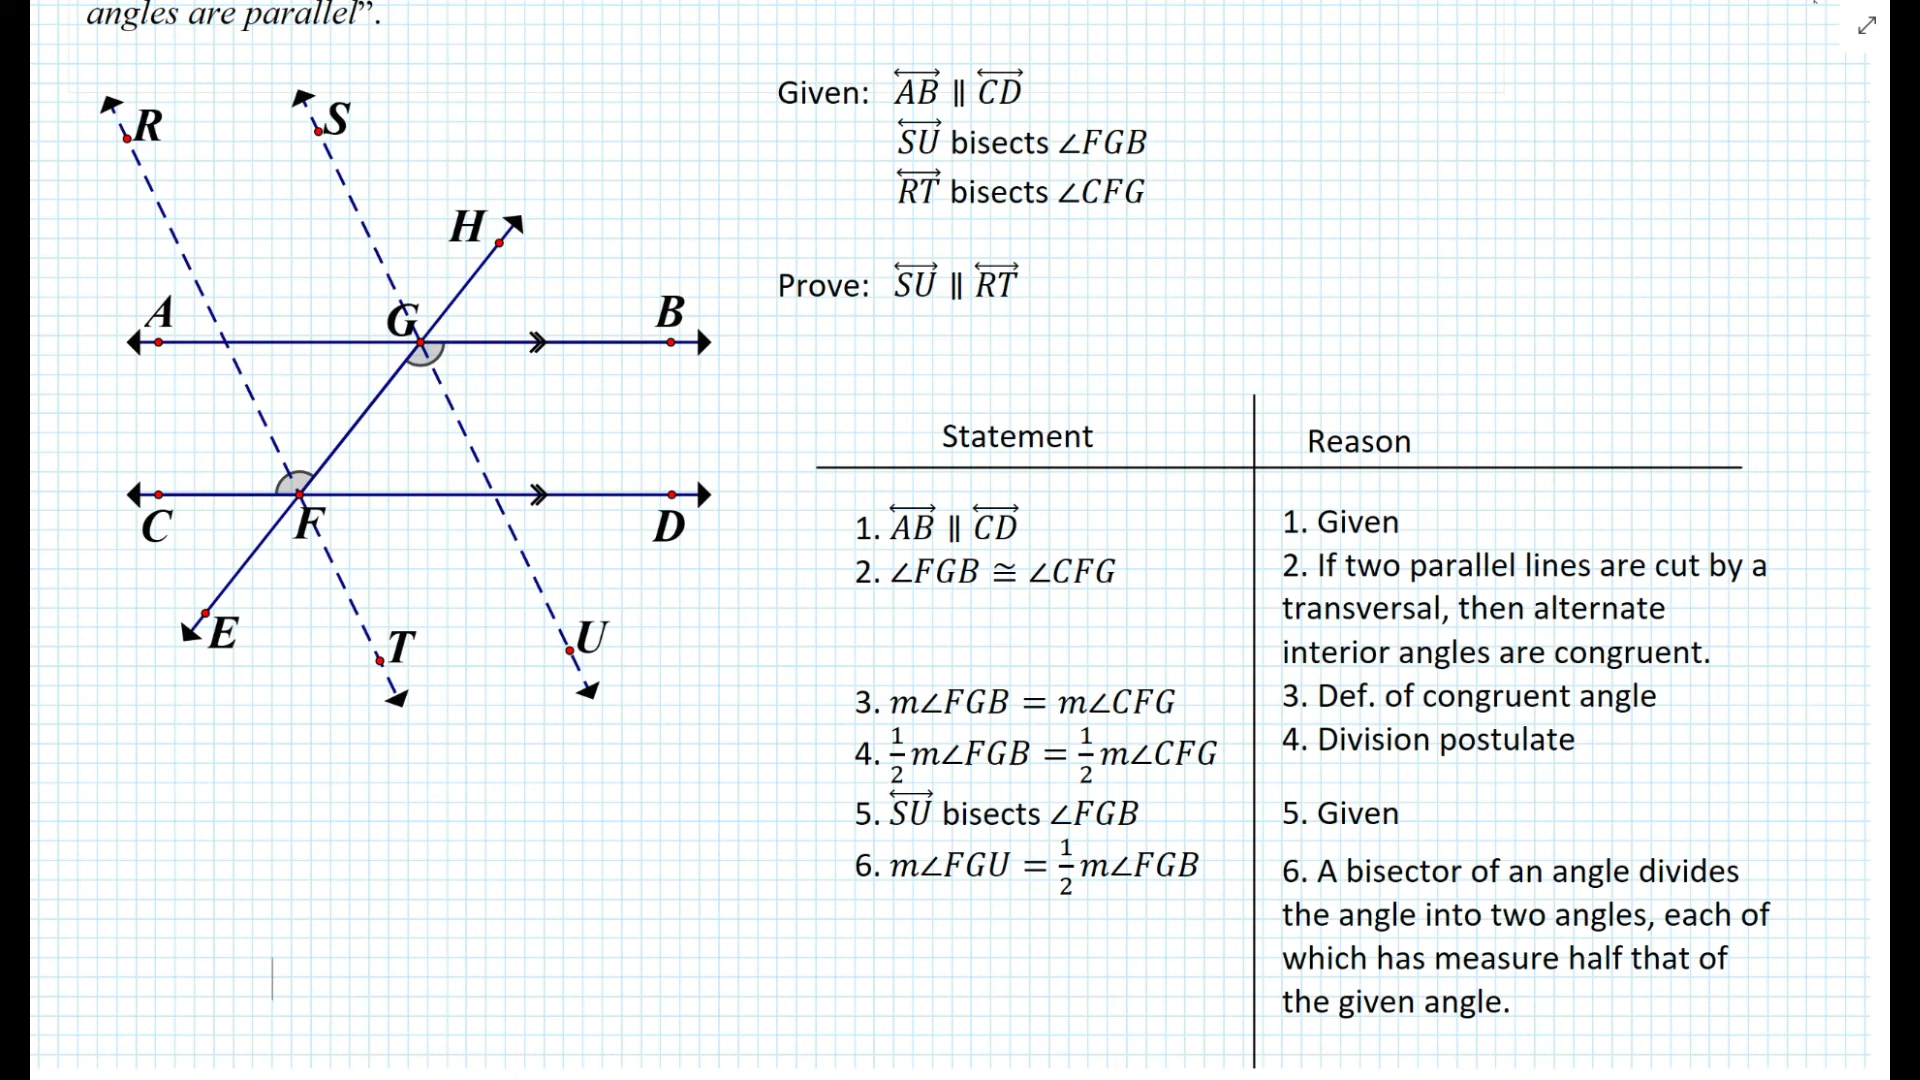 angles are parallel”.
R
S
H
A
G
B
C
F
D
E
T
U
Given: AB ∥ CD
SU bisects ∠FGB
RT bisects ∠CFG
Prove: SU ∥ RT
Statement
Reason
1. AB ∥ CD
2. ∠FGB ≅ ∠CFG
3. m∠FGB = m∠CFG
4. 1/2 m∠FGB = 1/2 m∠CFG
5. SU bisects ∠FGB
6. m∠FGU = 1/2 m∠FGB
1. Given
2. If two parallel lines are cut by a
transversal, then alternate
interior angles are congruent.
3. Def. of congruent angle
4. Division postulate
5. Given
6. A bisector of an angle divides
the angle into two angles, each of
which has measure half that of
the given angle.